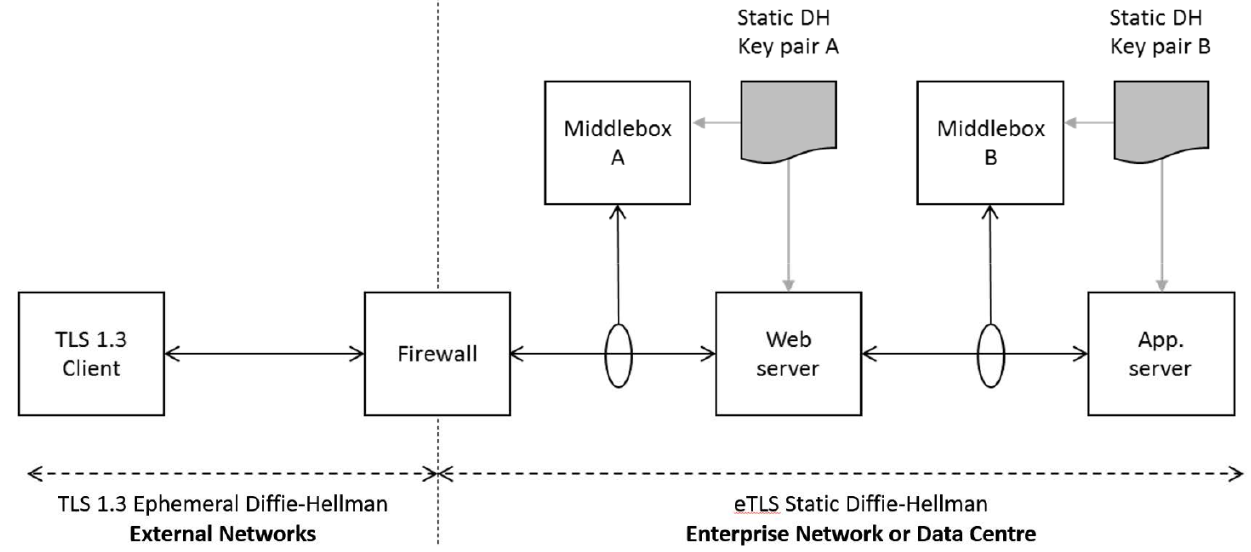 Static DH
Key pair A
Static DH
Key pair B
Middlebox
A
Middlebox
B
TLS 1.3
Client
Firewall
Web
server
App.
server
TLS 1.3 Ephemeral Diffie-Hellman
External Networks
eTLS Static Diffie-Hellman
Enterprise Network or Data Centre